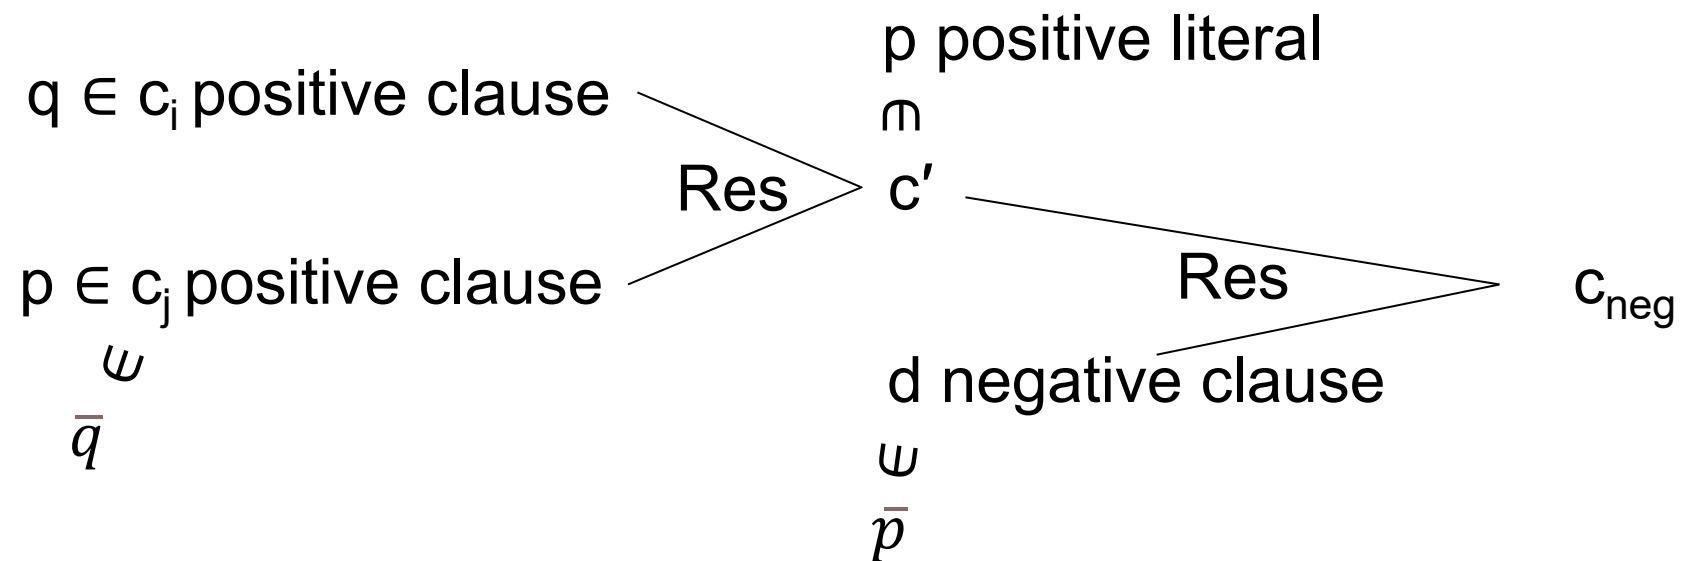 p positive literal
q ∈ cᵢ positive clause
∈
Res
c′
p ∈ cⱼ positive clause
Res
c_neg
∈
d negative clause
q̄
∈
p̄